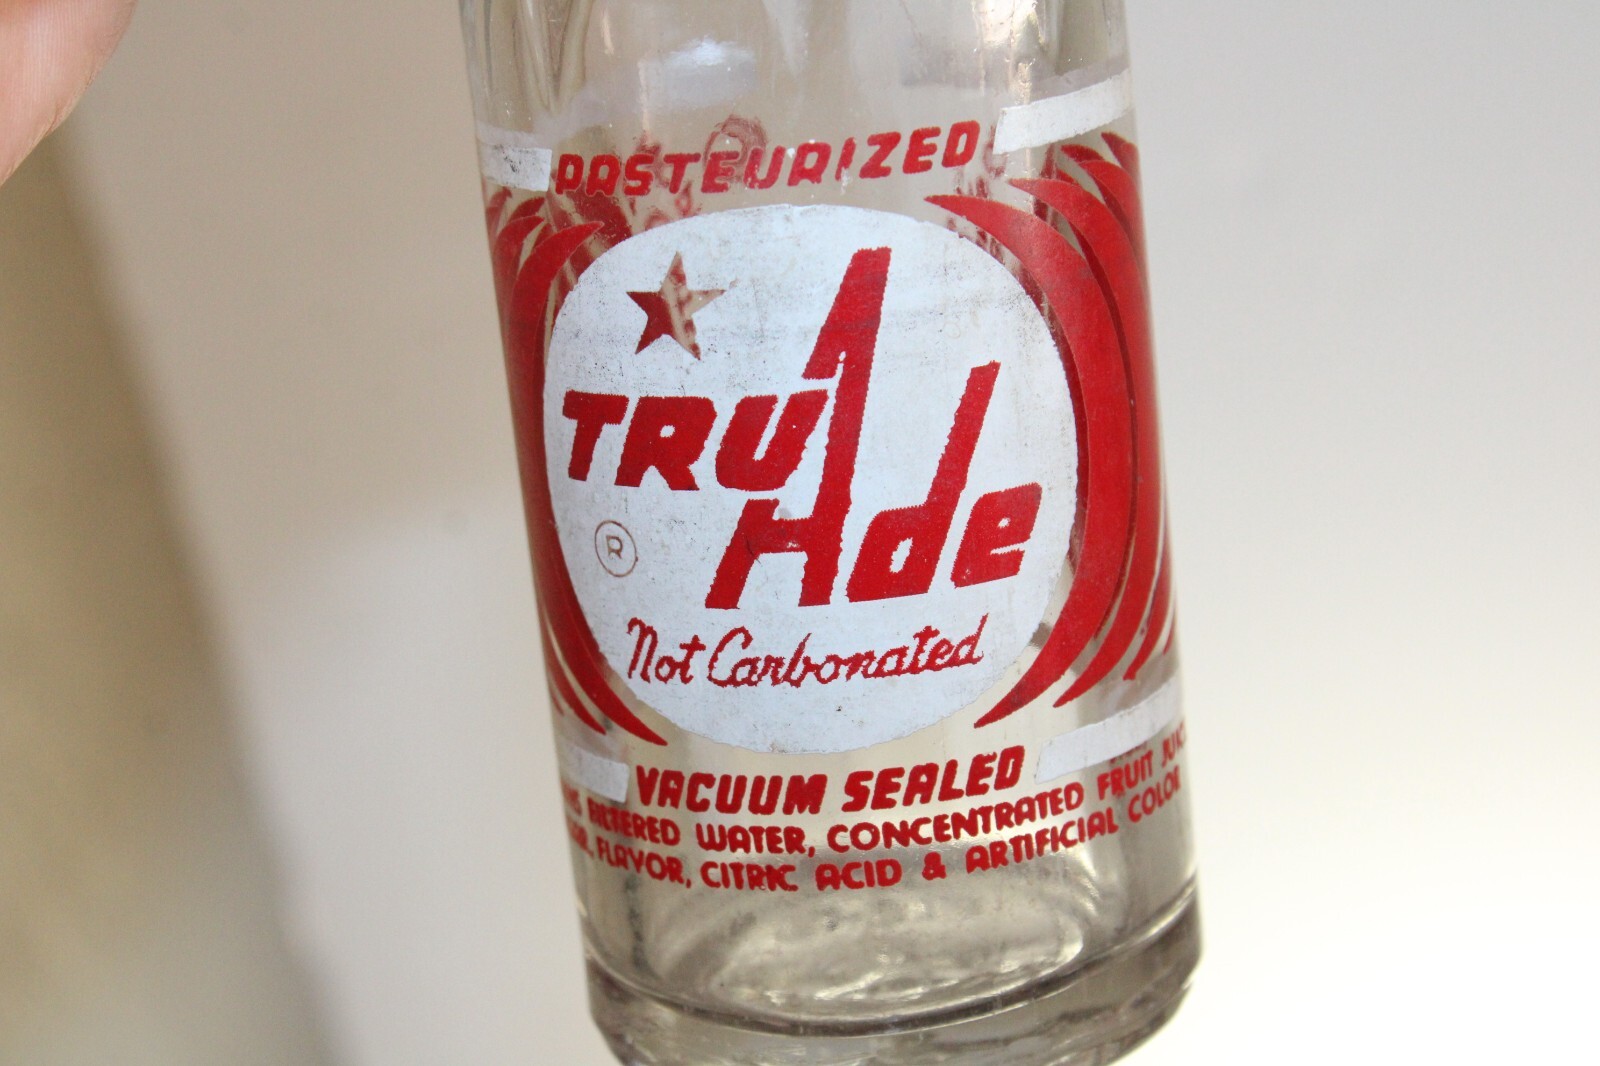 PASTEURIZED
TRU
Ade
®
Not Carbonated
VACUUM SEALED
FILTERED WATER, CONCENTRATED FRUIT
FLAVOR, CITRIC ACID & ARTIFICIAL COLOR